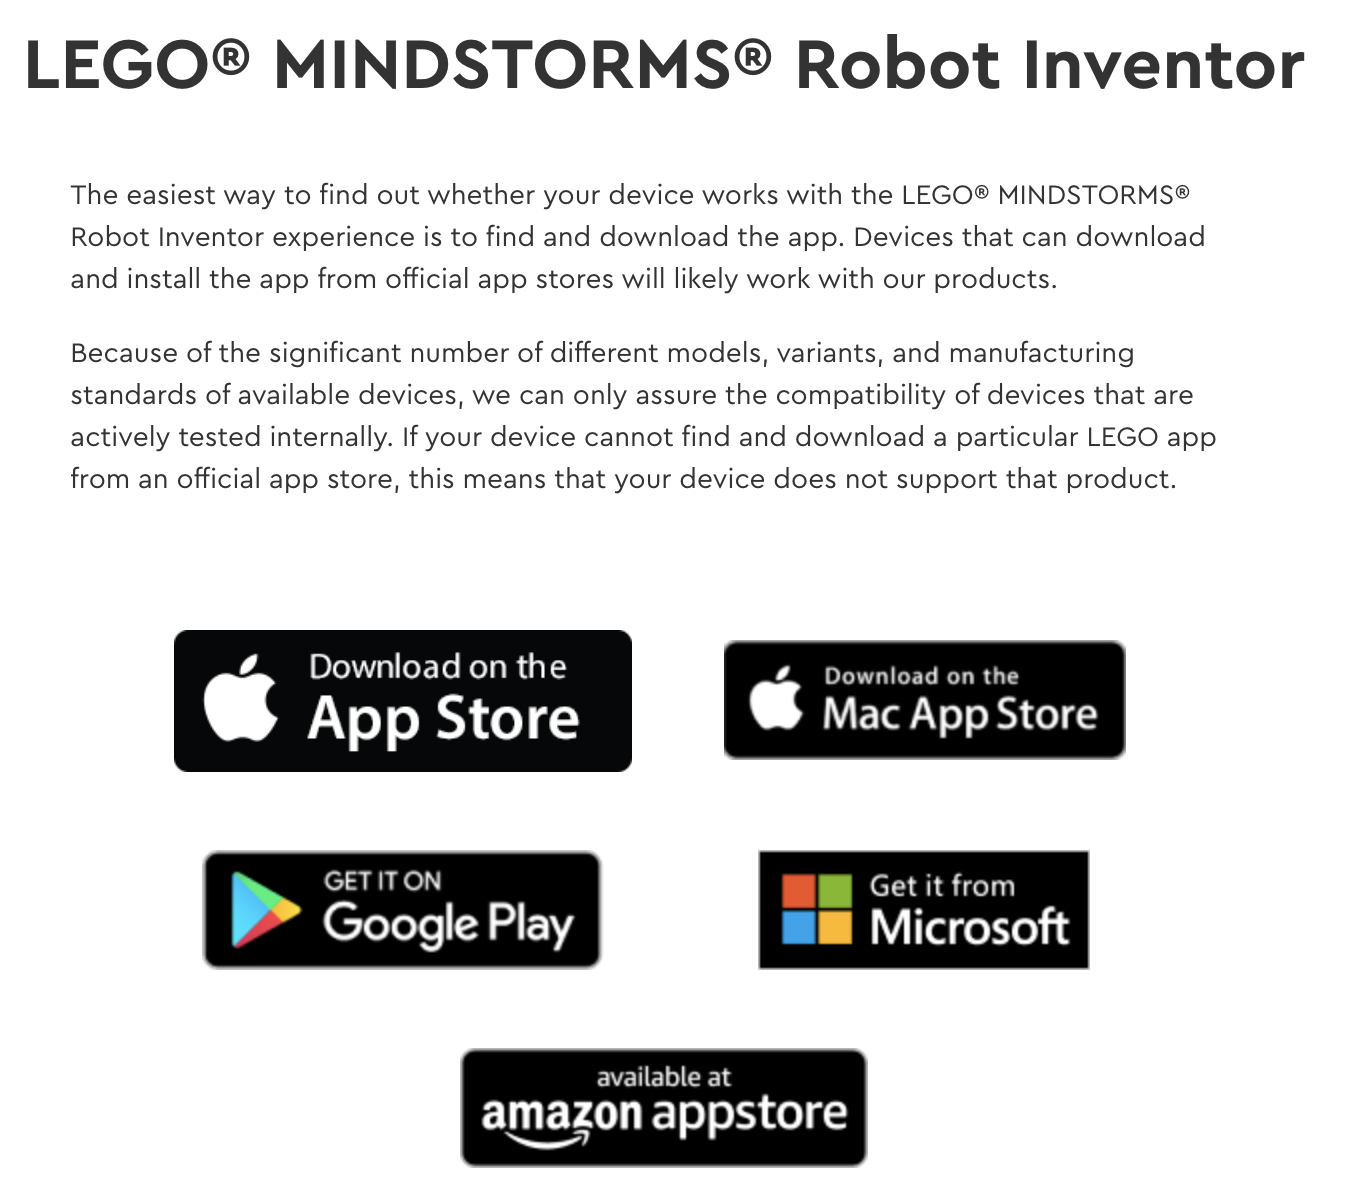 LEGO® MINDSTORMS® Robot Inventor
The easiest way to find out whether your device works with the LEGO® MINDSTORMS®
Robot Inventor experience is to find and download the app. Devices that can download
and install the app from official app stores will likely work with our products.
Because of the significant number of different models, variants, and manufacturing
standards of available devices, we can only assure the compatibility of devices that are
actively tested internally. If your device cannot find and download a particular LEGO app
from an official app store, this means that your device does not support that product.
Download on the
App Store
Download on the
Mac App Store
GET IT ON
Google Play
Get it from
Microsoft
available at
amazon appstore